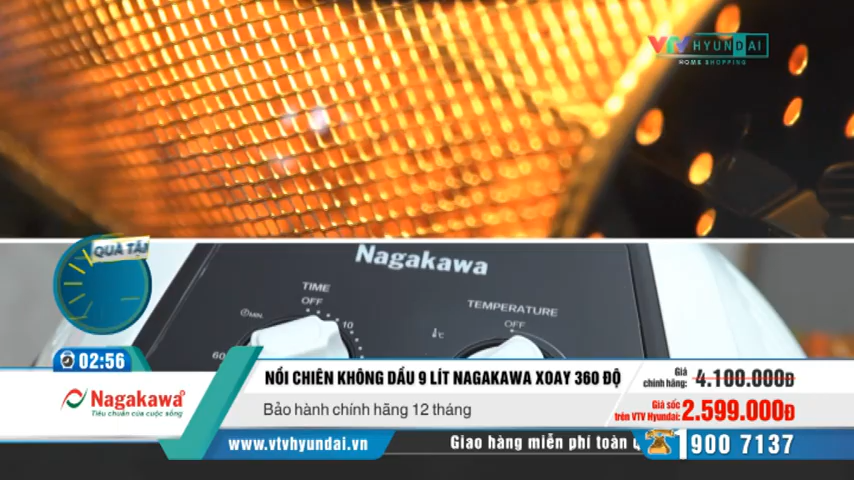 VTV HYUNDAI
HOME SHOPPING
QUÀ TẶ
Nagakawa
TIME
OFF
MIN.
10
60
TEMPERATURE
°C
OFF
02:56
NỒI CHIÊN KHÔNG DẦU 9 LÍT NAGAKAWA XOAY 360 ĐỘ
Giá
chính hãng: 4.100.000Đ
Nagakawa®
Tiêu chuẩn của cuộc sống
Bảo hành chính hãng 12 tháng
Giá sốc
trên VTV Hyundai: 2.599.000Đ
www.vtvhyundai.vn
Giao hàng miễn phí toàn q
1900 7137